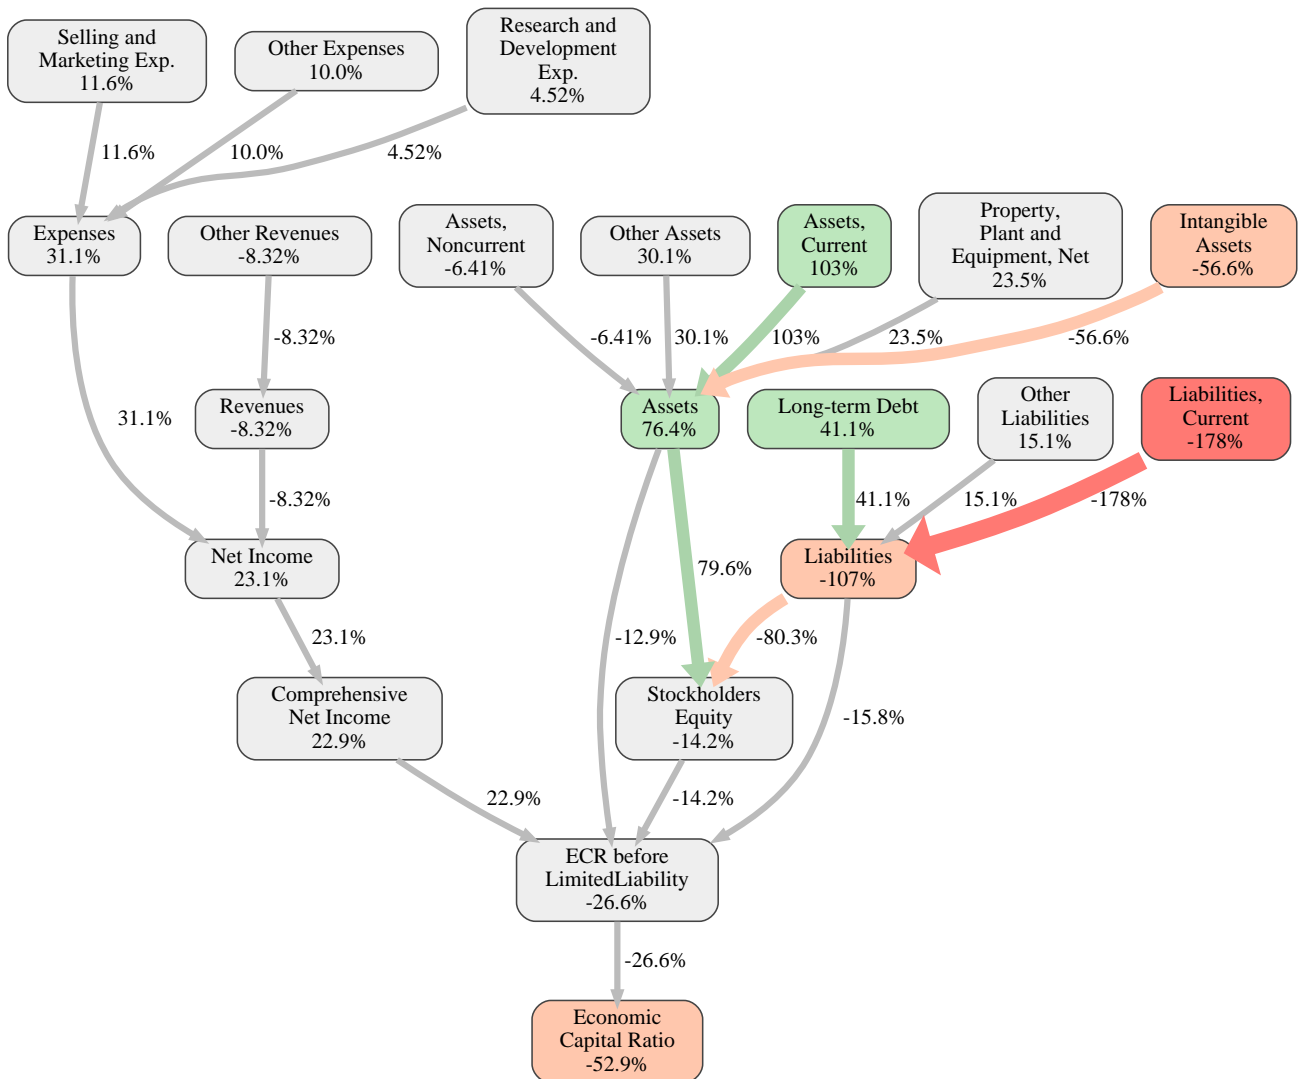 Selling and
Marketing Exp.
11.6%
Other Expenses
10.0%
Research and
Development
Exp.
4.52%
11.6%
10.0%
4.52%
Expenses
31.1%
Other Revenues
-8.32%
Assets,
Noncurrent
-6.41%
Other Assets
30.1%
Assets,
Current
103%
Property,
Plant and
Equipment, Net
23.5%
Intangible
Assets
-56.6%
-8.32%
-6.41%
30.1%
103%
23.5%
-56.6%
31.1%
Revenues
-8.32%
Assets
76.4%
Long-term Debt
41.1%
Other
Liabilities
15.1%
Liabilities,
Current
-178%
-8.32%
41.1%
15.1%
-178%
Net Income
23.1%
79.6%
Liabilities
-107%
23.1%
-12.9%
-80.3%
Comprehensive
Net Income
22.9%
Stockholders
Equity
-14.2%
-15.8%
22.9%
-14.2%
ECR before
LimitedLiability
-26.6%
-26.6%
Economic
Capital Ratio
-52.9%